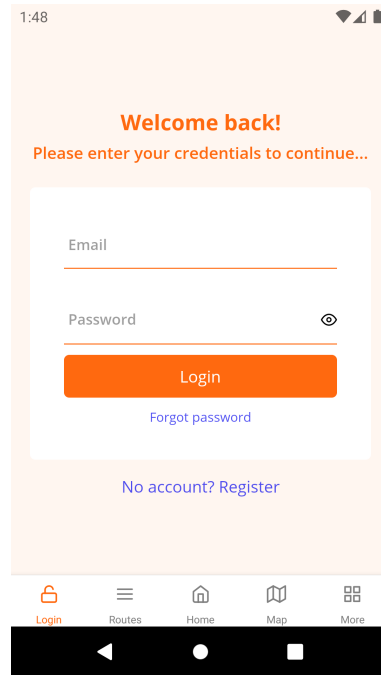 1:48
Welcome back!
Please enter your credentials to continue...
Email
Password
Login
Forgot password
No account? Register
Login Routes Home Map More